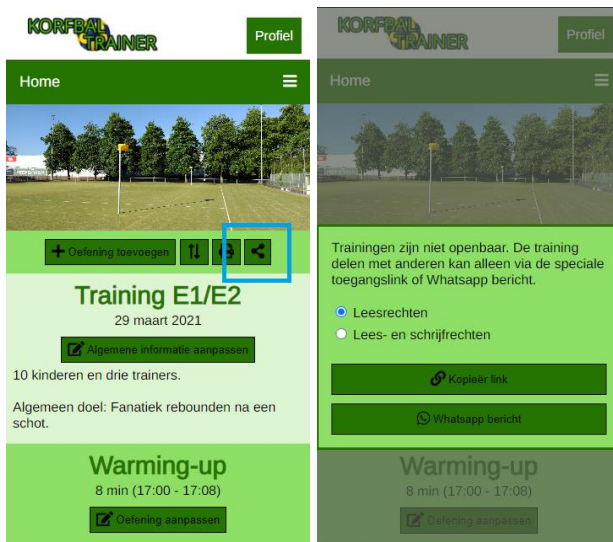 KORFBAL
TRAINER
Profiel
Home
Oefening toevoegen
Training E1/E2
29 maart 2021
Algemene informatie aanpassen
10 kinderen en drie trainers.
Algemeen doel: Fanatiek rebounden na een
schot.
Warming-up
8 min (17:00 - 17:08)
Oefening aanpassen
KORFBAL
TRAINER
Profiel
Home
Trainingen zijn niet openbaar. De training
delen met anderen kan alleen via de speciale
toegangslink of Whatsapp bericht.
Leesrechten
Lees- en schrijfrechten
Kopieër link
Whatsapp bericht
Warming-up
8 min (17:00 - 17:08)
Oefening aanpassen